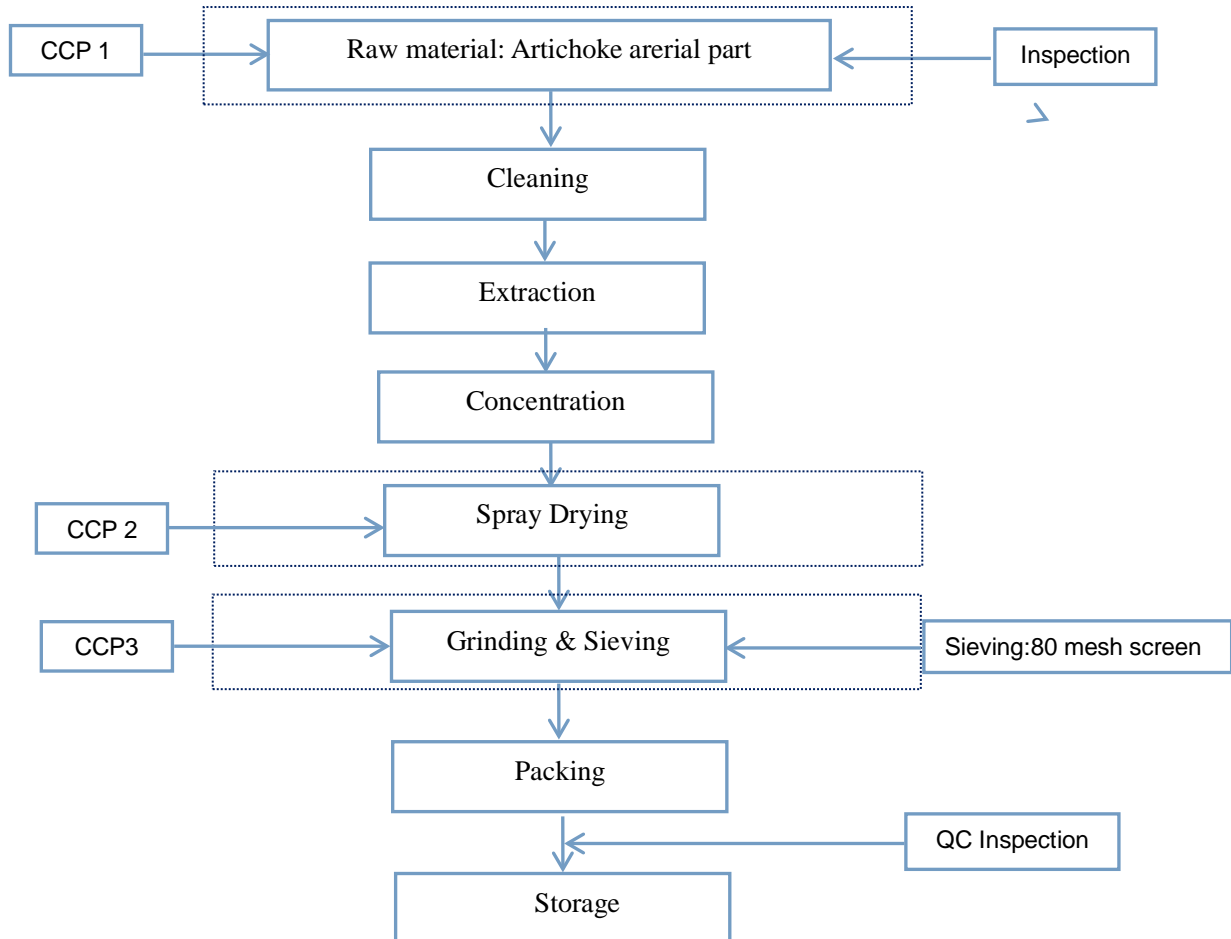 CCP 1
Raw material: Artichoke arerial part
Inspection
Cleaning
Extraction
Concentration
CCP 2
Spray Drying
CCP3
Grinding & Sieving
Sieving:80 mesh screen
Packing
QC Inspection
Storage